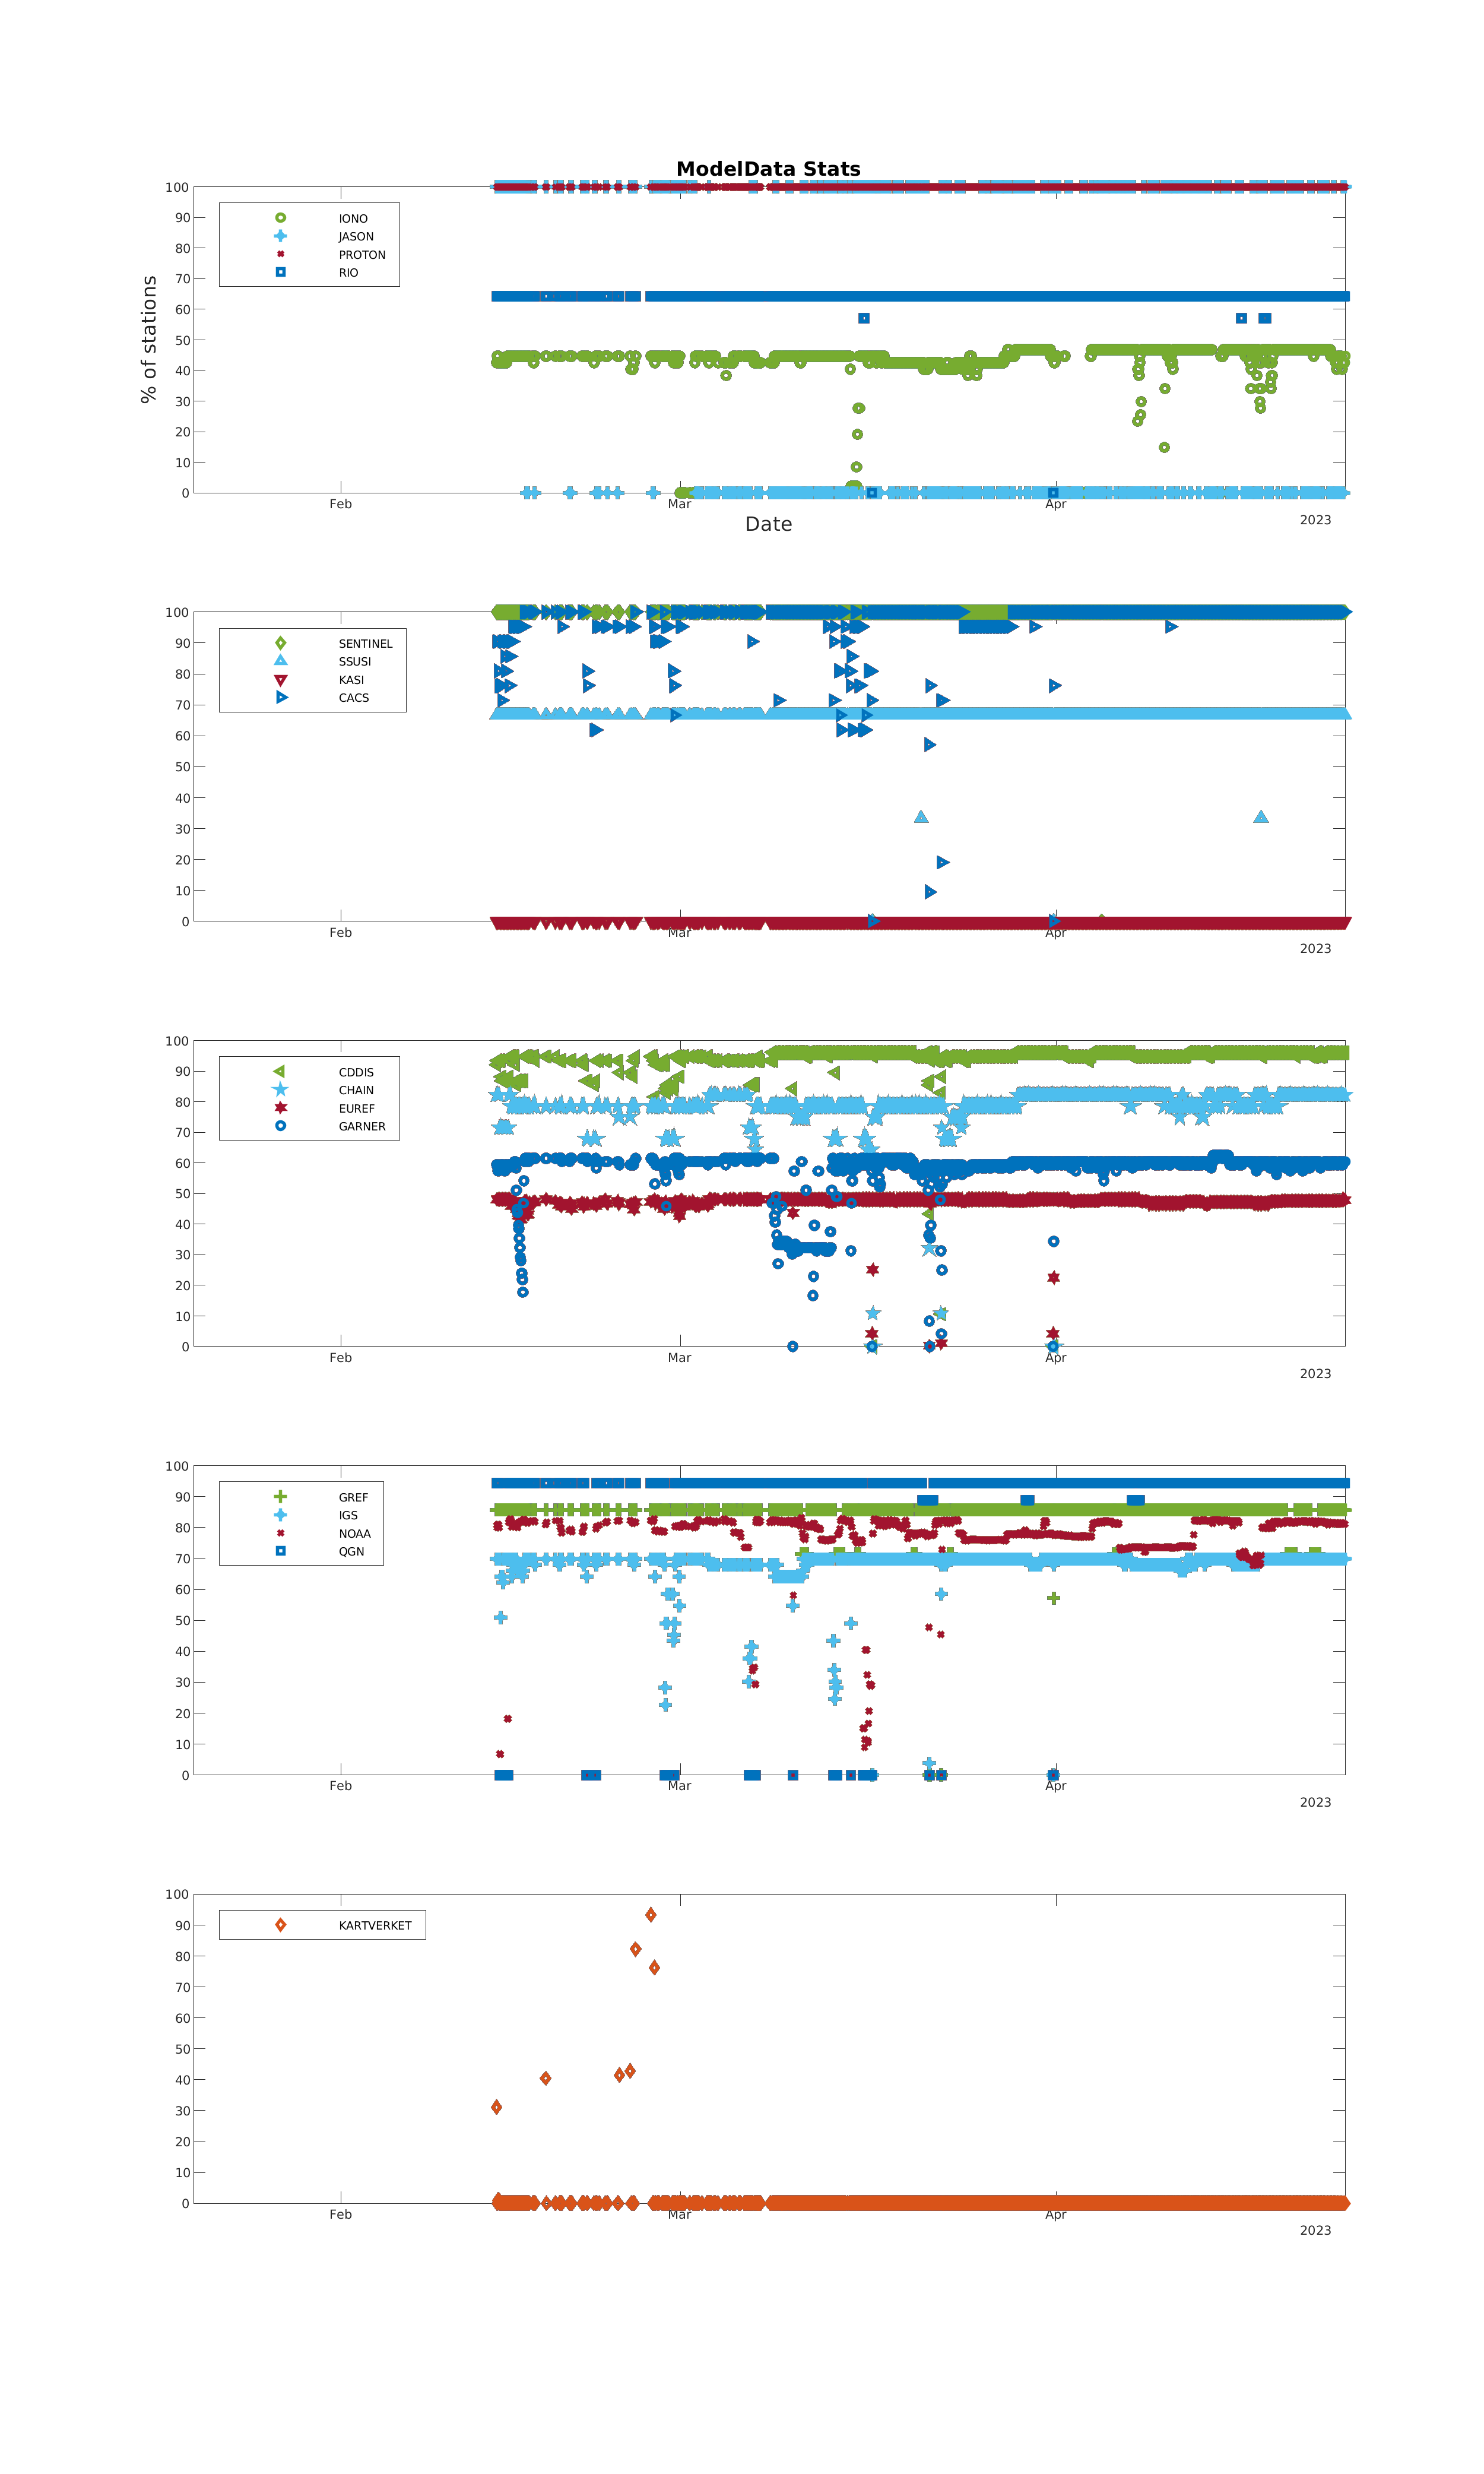 ModelData Stats
100
90
80
70
60
50
40
30
20
10
0
% of stations
IONO
JASON
PROTON
RIO
Feb Mar Apr
Date
2023
100
90
80
70
60
50
40
30
20
10
0
SENTINEL
SSUSI
KASI
CACS
Feb Mar Apr
2023
100
90
80
70
60
50
40
30
20
10
0
CDDIS
CHAIN
EUREF
GARNER
Feb Mar Apr
2023
100
90
80
70
60
50
40
30
20
10
0
GREF
IGS
NOAA
QGN
Feb Mar Apr
2023
100
90
80
70
60
50
40
30
20
10
0
KARTVERKET
Feb Mar Apr
2023